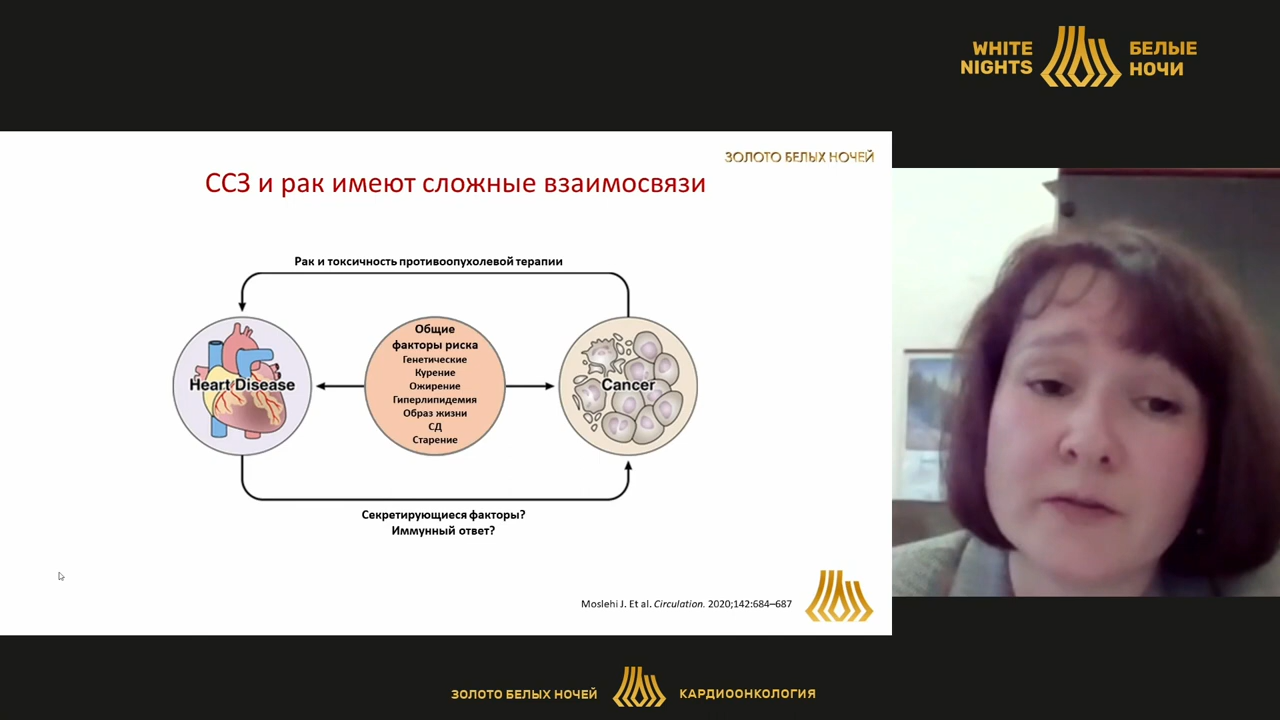 WHITE
NIGHTS
БЕЛЫЕ
НОЧИ
ЗОЛОТО БЕЛЫХ НОЧЕЙ
ССЗ и рак имеют сложные взаимосвязи
Рак и токсичность противоопухолевой терапии
Heart Disease
Общие
факторы риска
Генетические
Курение
Ожирение
Гиперлипидемия
Образ жизни
СД
Старение
Cancer
Секретирующиеся факторы?
Иммунный ответ?
Moslehi J. Et al. Circulation. 2020;142:684–687
ЗОЛОТО БЕЛЫХ НОЧЕЙ
КАРДИООНКОЛОГИЯ